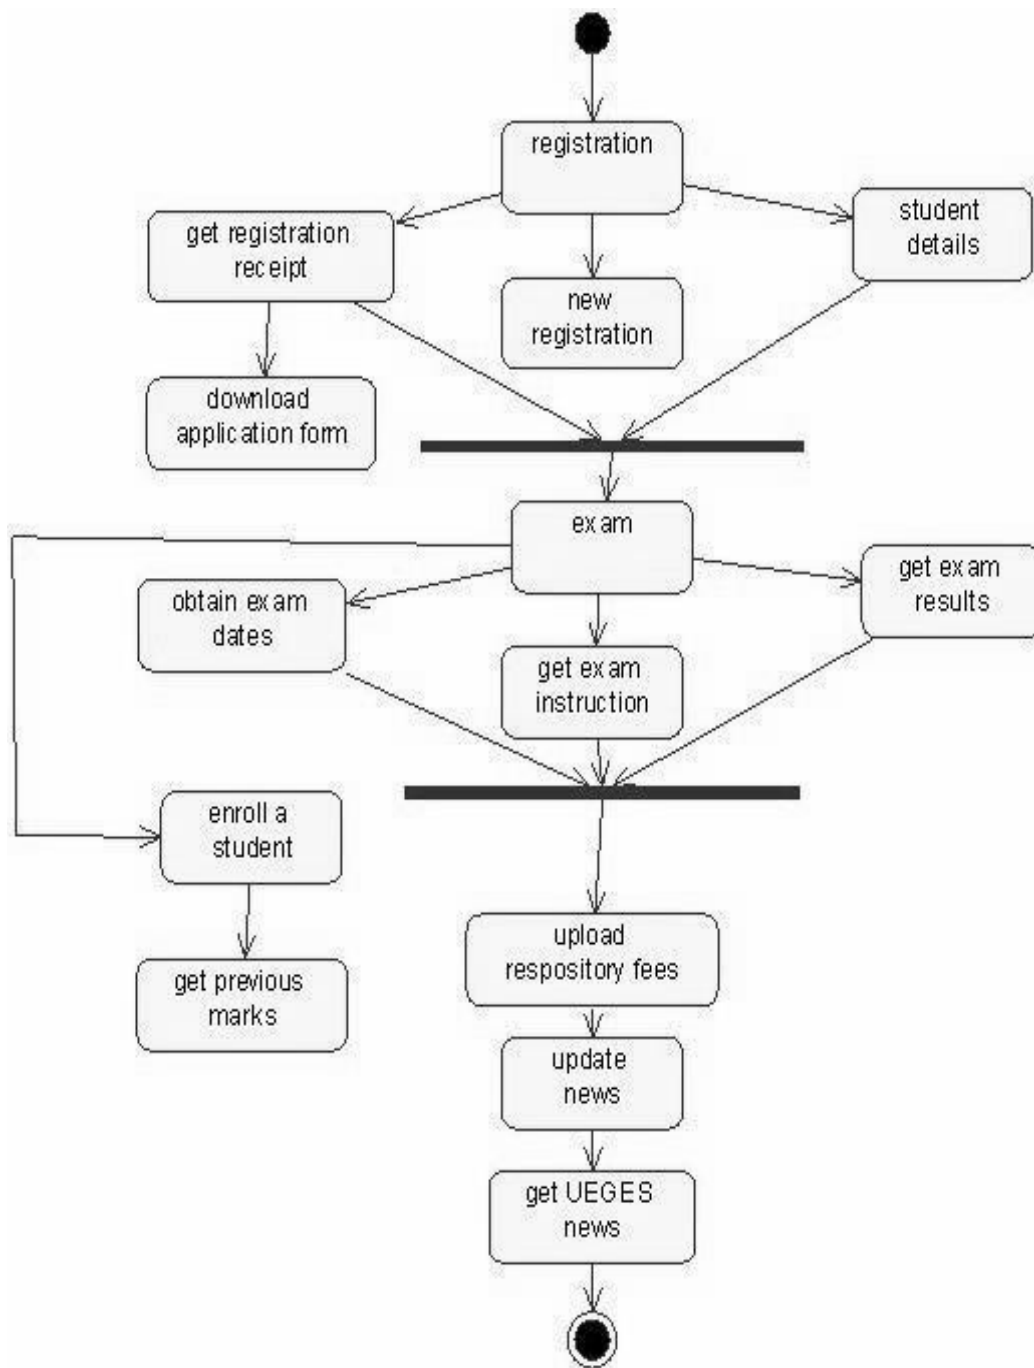 registration
get registration
receipt
student
details
new
registration
download
application form
exam
obtain exam
dates
get exam
results
get exam
instruction
enroll a
student
get previous
marks
upload
respository fees
update
news
get UEGES
news